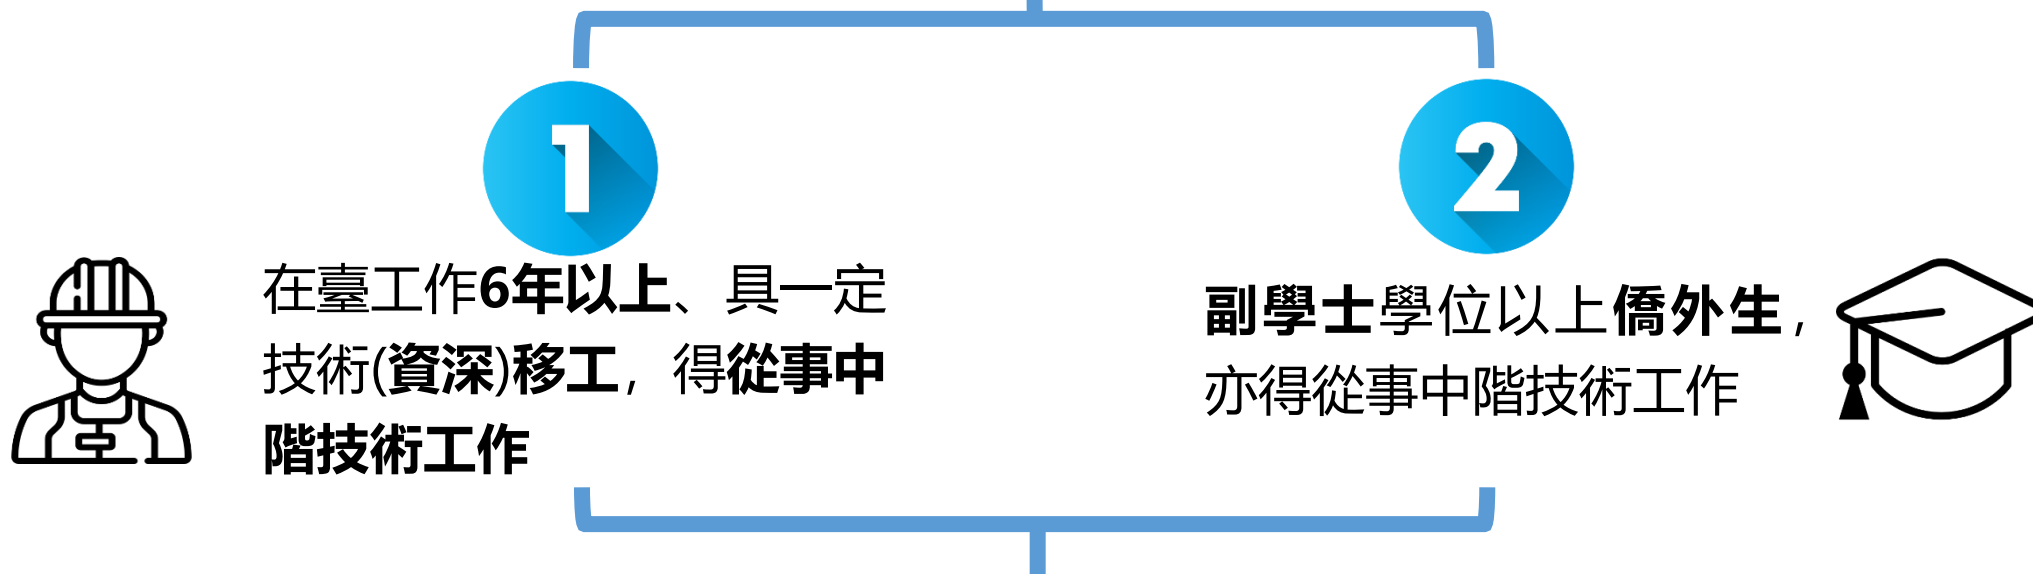 1
在臺工作6年以上、具一定
技術(資深)移工，得從事中
階技術工作
2
副學士學位以上僑外生，
亦得從事中階技術工作